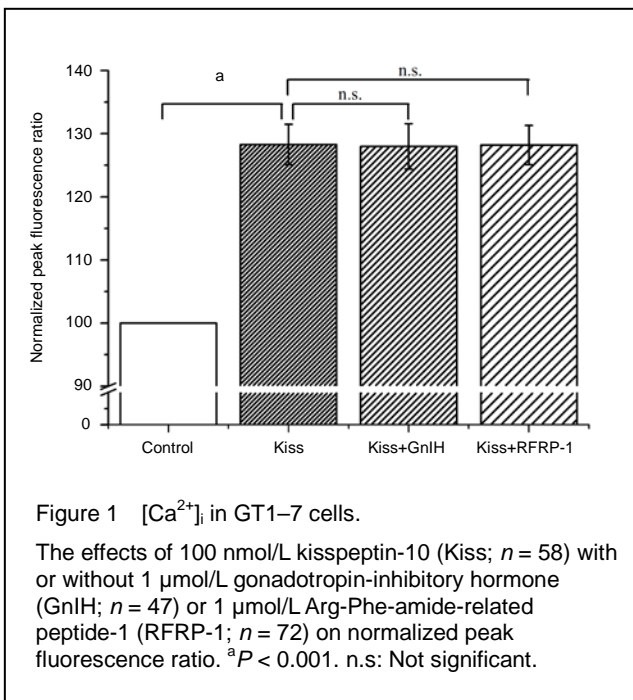 140
a
n.s.
n.s.
130
120
110
100
90
0
Normalized peak fluorescence ratio
Control Kiss Kiss+GnIH Kiss+RFRP-1
Figure 1 [Ca²⁺]ᵢ in GT1–7 cells.
The effects of 100 nmol/L kisspeptin-10 (Kiss; n = 58) with
or without 1 μmol/L gonadotropin-inhibitory hormone
(GnIH; n = 47) or 1 μmol/L Arg-Phe-amide-related
peptide-1 (RFRP-1; n = 72) on normalized peak
fluorescence ratio. ᵃP < 0.001. n.s: Not significant.